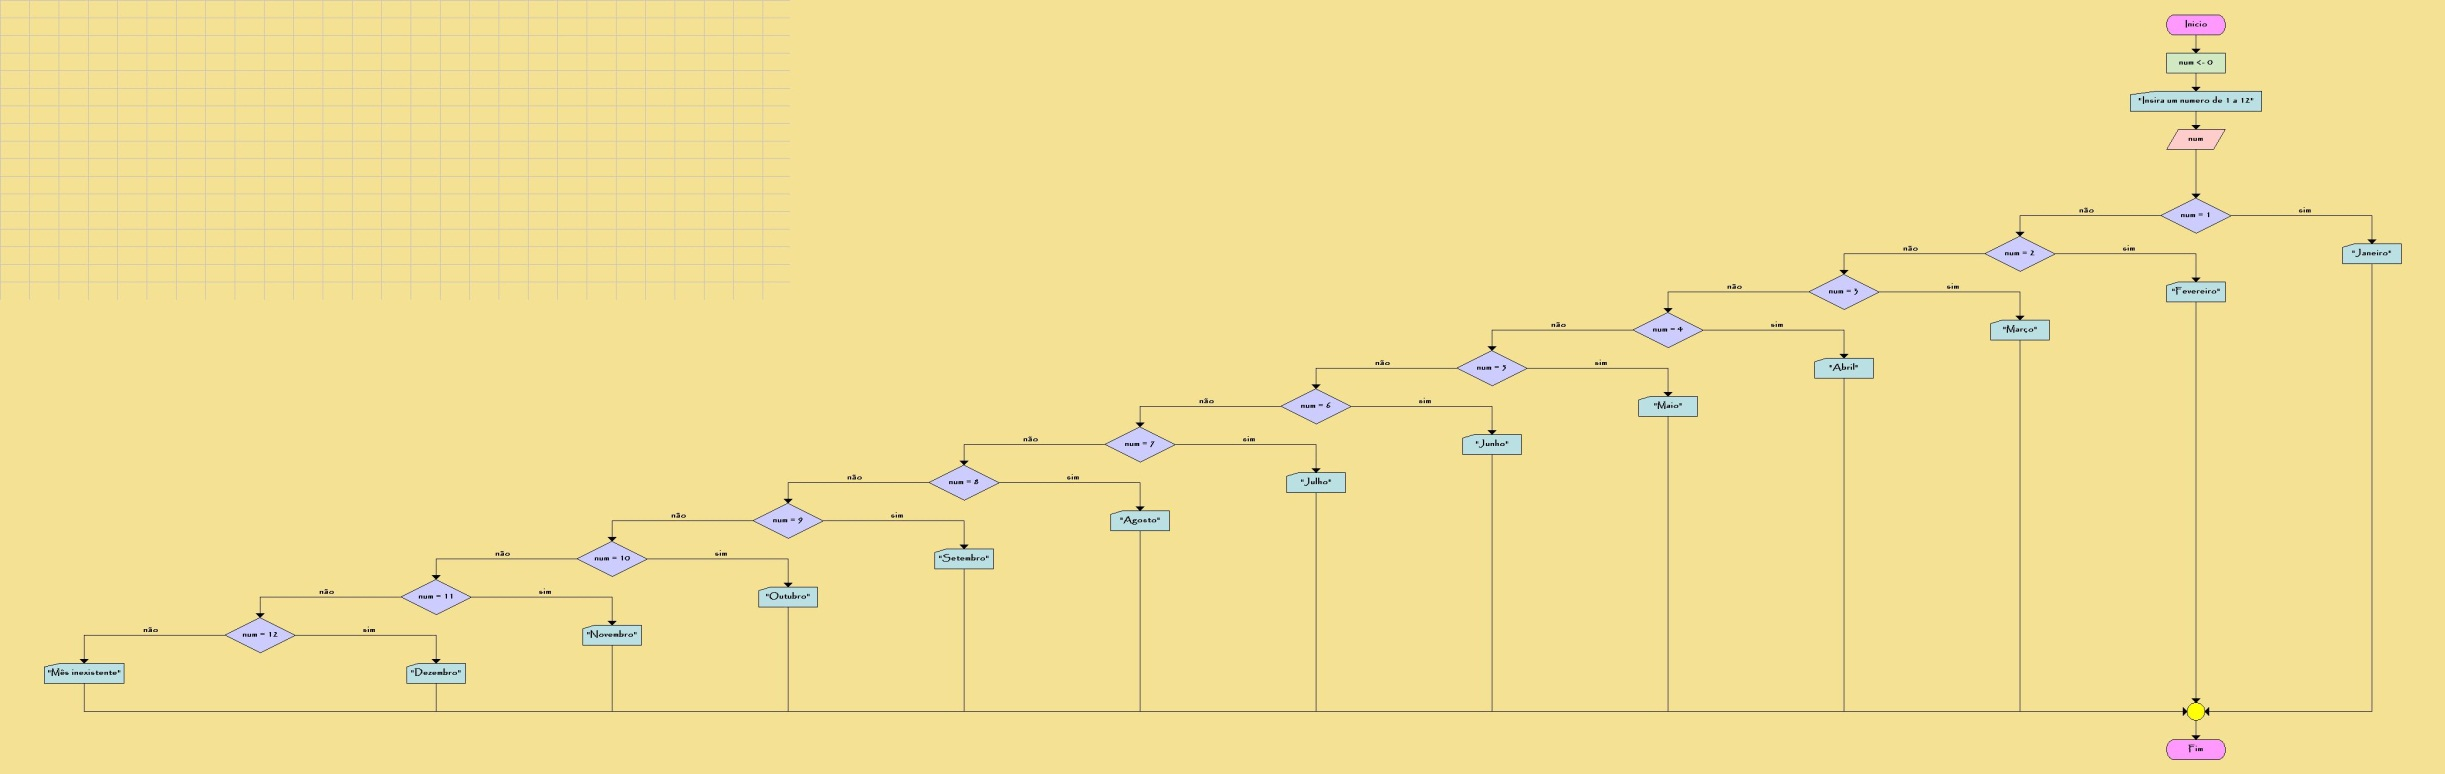 Inicio
num <- 0
"Insira um numero de 1 a 12"
num
num = 1
não
sim
num = 2
não
sim
"Janeiro"
num = 3
não
sim
"Fevereiro"
num = 4
não
sim
"Março"
num = 5
não
sim
"Abril"
num = 6
não
sim
"Maio"
num = 7
não
sim
"Junho"
num = 8
não
sim
"Julho"
num = 9
não
sim
"Agosto"
num = 10
não
sim
"Setembro"
num = 11
não
sim
"Outubro"
num = 12
não
sim
"Novembro"
"Mês inexistente"
"Dezembro"
Fim